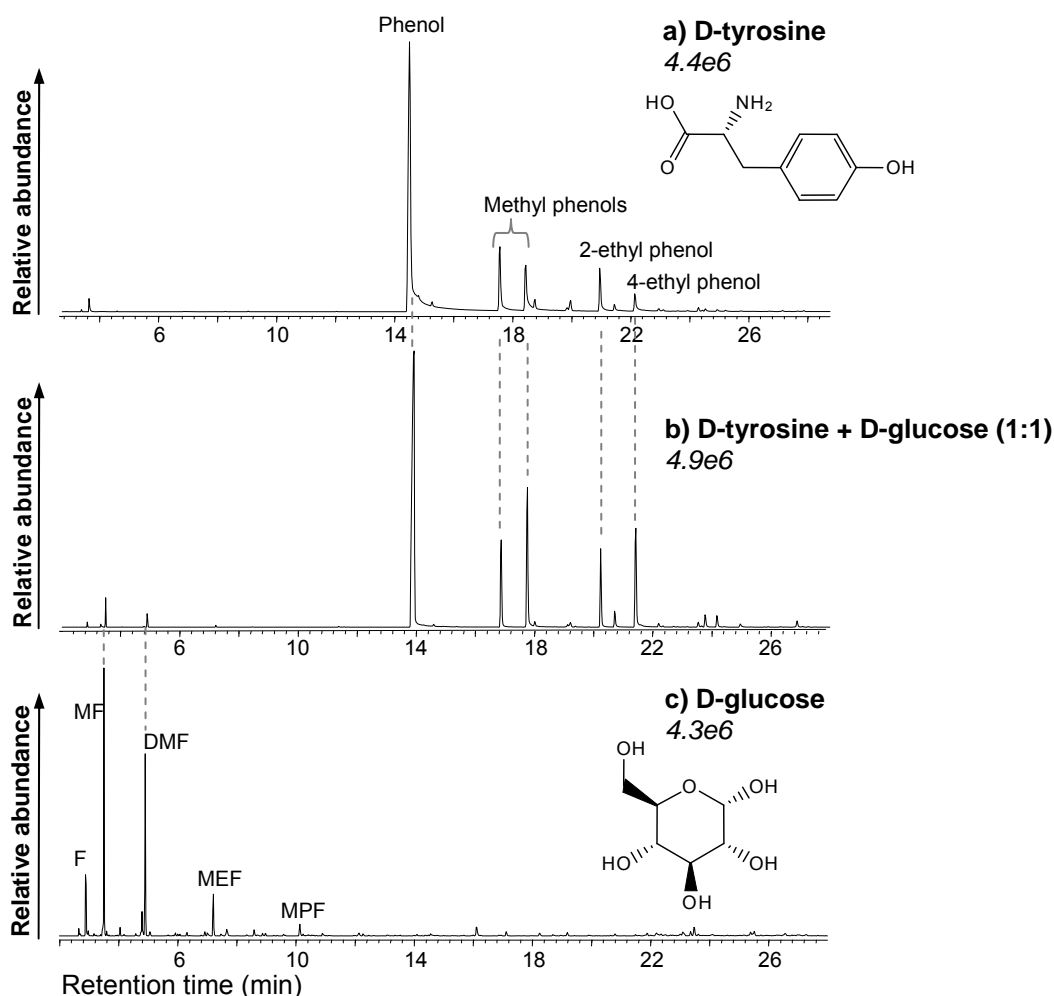 Phenol
a) D-tyrosine
4.4e6
HO
NH₂
O
OH
Methyl phenols
2-ethyl phenol
4-ethyl phenol
Relative abundance
6 10 14 18 22 26
b) D-tyrosine + D-glucose (1:1)
4.9e6
Relative abundance
6 10 14 18 22 26
c) D-glucose
4.3e6
MF
DMF
F
MEF
MPF
OH
O
OH
HO
OH
OH
Relative abundance
6 10 14 18 22 26
Retention time (min)